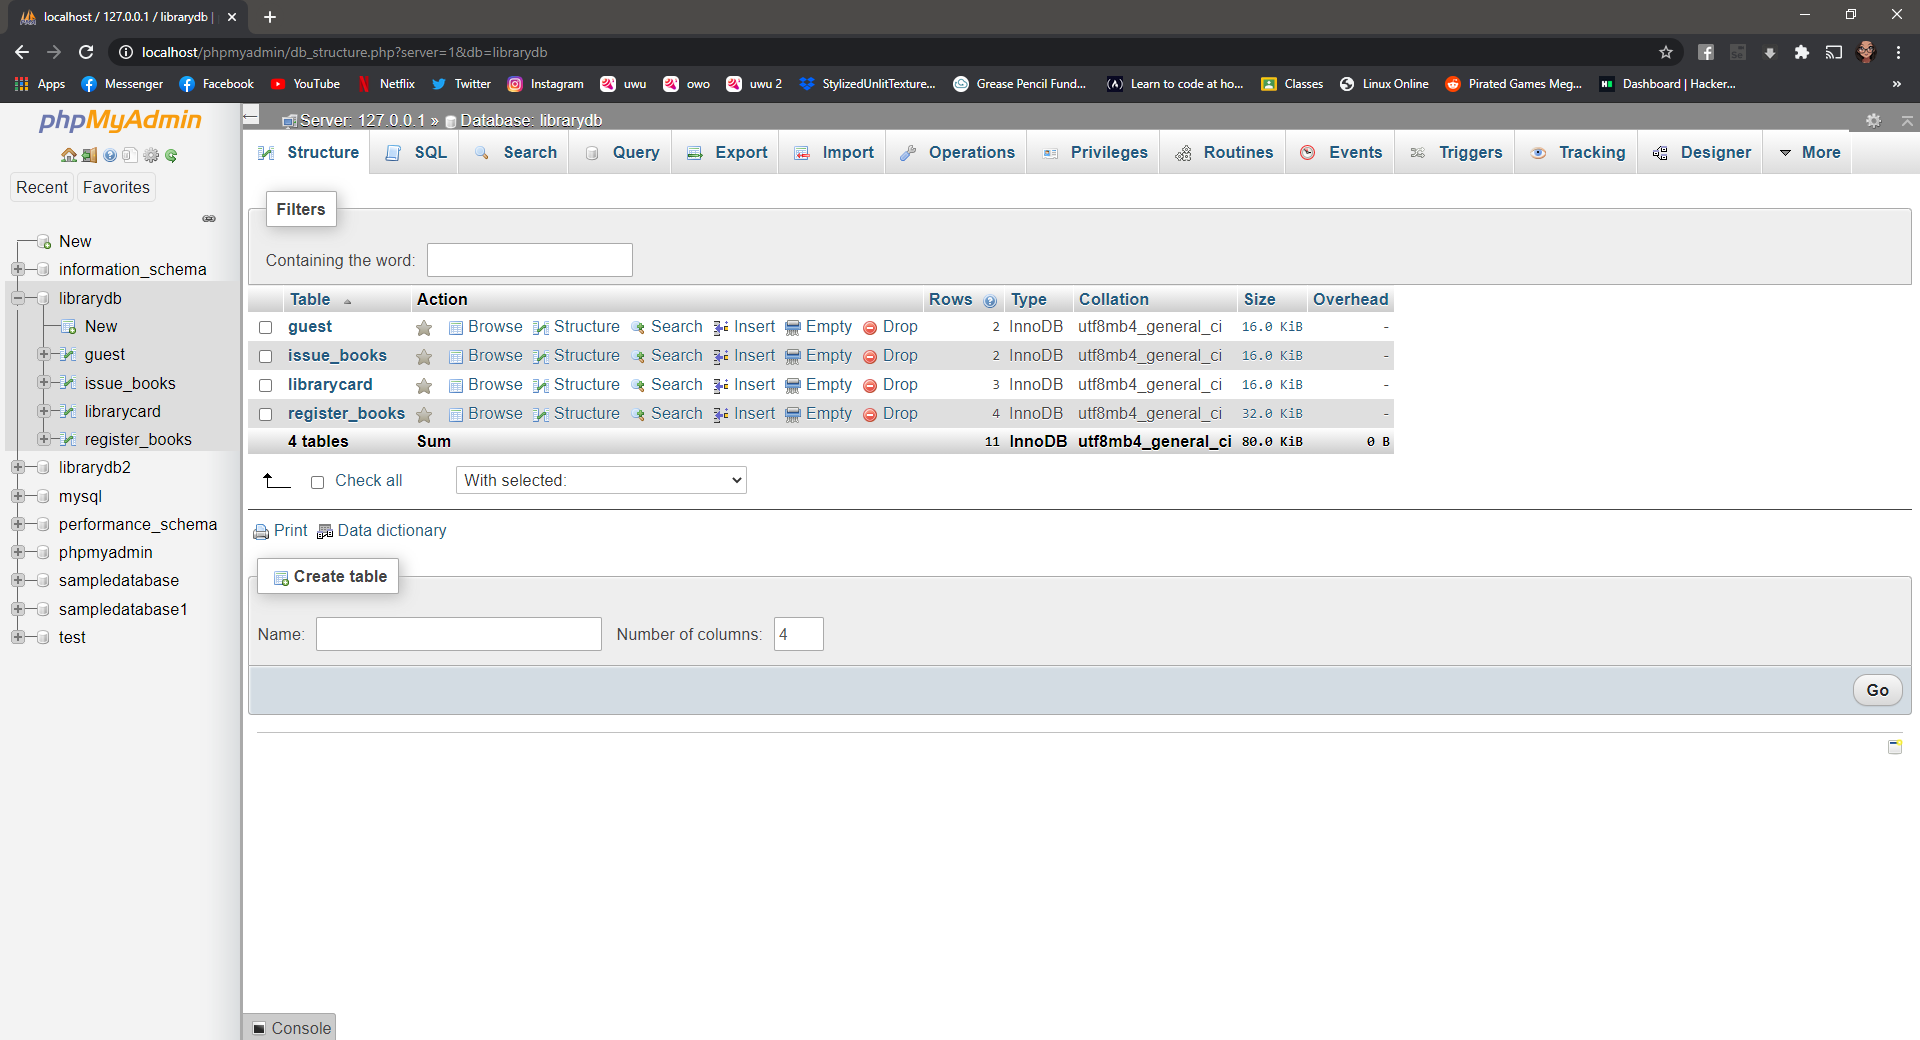 localhost / 127.0.0.1 / librarydb |
localhost/phpmyadmin/db_structure.php?server=1&db=librarydb
Apps Messenger Facebook YouTube Netflix Twitter Instagram uwu owo uwu 2 StylizedUnlitTexture... Grease Pencil Fund... Learn to code at ho... Classes Linux Online Pirated Games Meg... Dashboard | Hacker... »
phpMyAdmin
Recent Favorites
New
information_schema
librarydb
New
guest
issue_books
librarycard
register_books
librarydb2
mysql
performance_schema
phpmyadmin
sampledatabase
sampledatabase1
test
Server: 127.0.0.1 » Database: librarydb
Structure SQL Search Query Export Import Operations Privileges Routines Events Triggers Tracking Designer More
Filters
Containing the word:
Table Action Rows Type Collation Size Overhead
guest Browse Structure Search Insert Empty Drop 2 InnoDB utf8mb4_general_ci 16.0 KiB -
issue_books Browse Structure Search Insert Empty Drop 2 InnoDB utf8mb4_general_ci 16.0 KiB -
librarycard Browse Structure Search Insert Empty Drop 3 InnoDB utf8mb4_general_ci 16.0 KiB -
register_books Browse Structure Search Insert Empty Drop 4 InnoDB utf8mb4_general_ci 32.0 KiB -
4 tables Sum 11 InnoDB utf8mb4_general_ci 80.0 KiB 0 B
Check all With selected:
Print Data dictionary
Create table
Name: Number of columns: 4
Go
Console